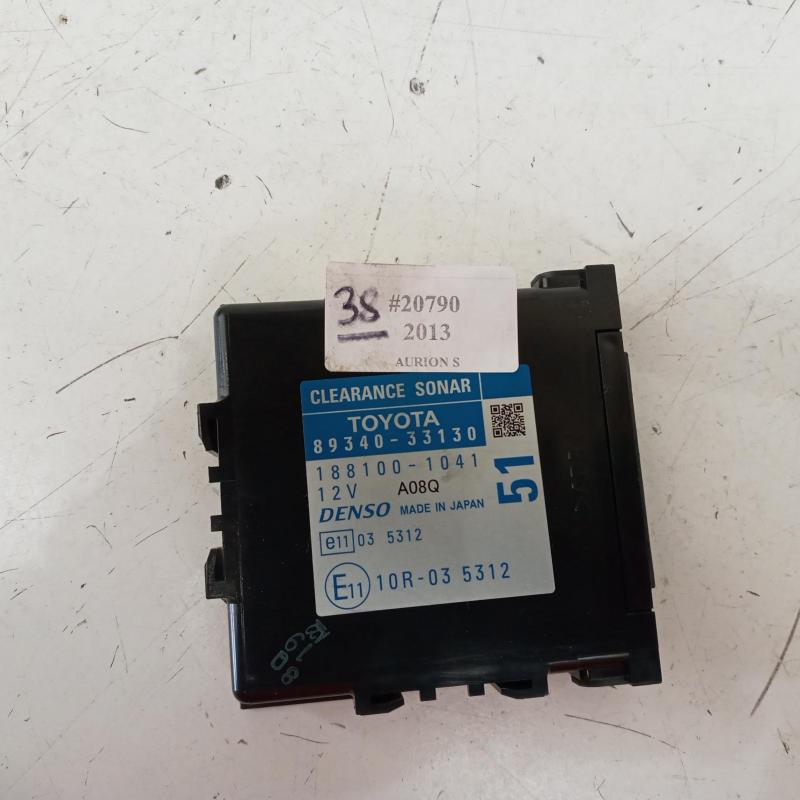 38 #20790
2013
AURION S
CLEARANCE SONAR
TOYOTA
89340-33130
188100-1041
12V A08Q
DENSO MADE IN JAPAN
51
e11 03 5312
E11 10R-03 5312